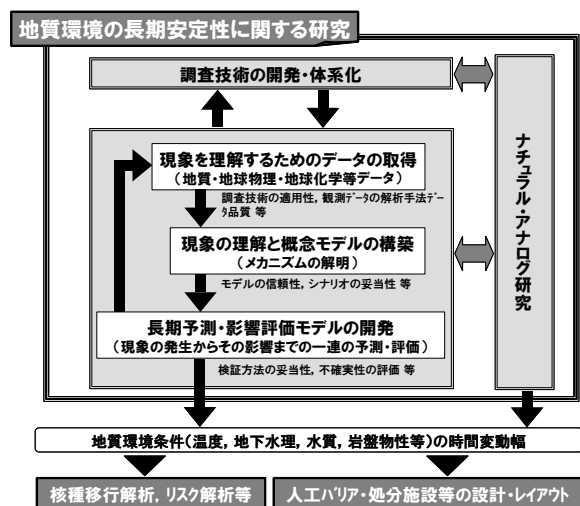 地質環境の長期安定性に関する研究
調査技術の開発・体系化
現象を理解するためのデータの取得
（地質・地球物理・地球化学等データ）
調査技術の適用性, 観測データの解析手法デー
タ品質 等
現象の理解と概念モデルの構築
（メカニズムの解明）
モデルの信頼性, シナリオの妥当性 等
長期予測・影響評価モデルの開発
（現象の発生からその影響までの一連の予測・評価）
検証方法の妥当性, 不確実性の評価 等
ナチュラル・アナログ研究
地質環境条件（温度, 地下水理, 水質, 岩盤物性等）の時間変動幅
核種移行解析, リスク解析等
人工バリア・処分施設等の設計・レイアウト